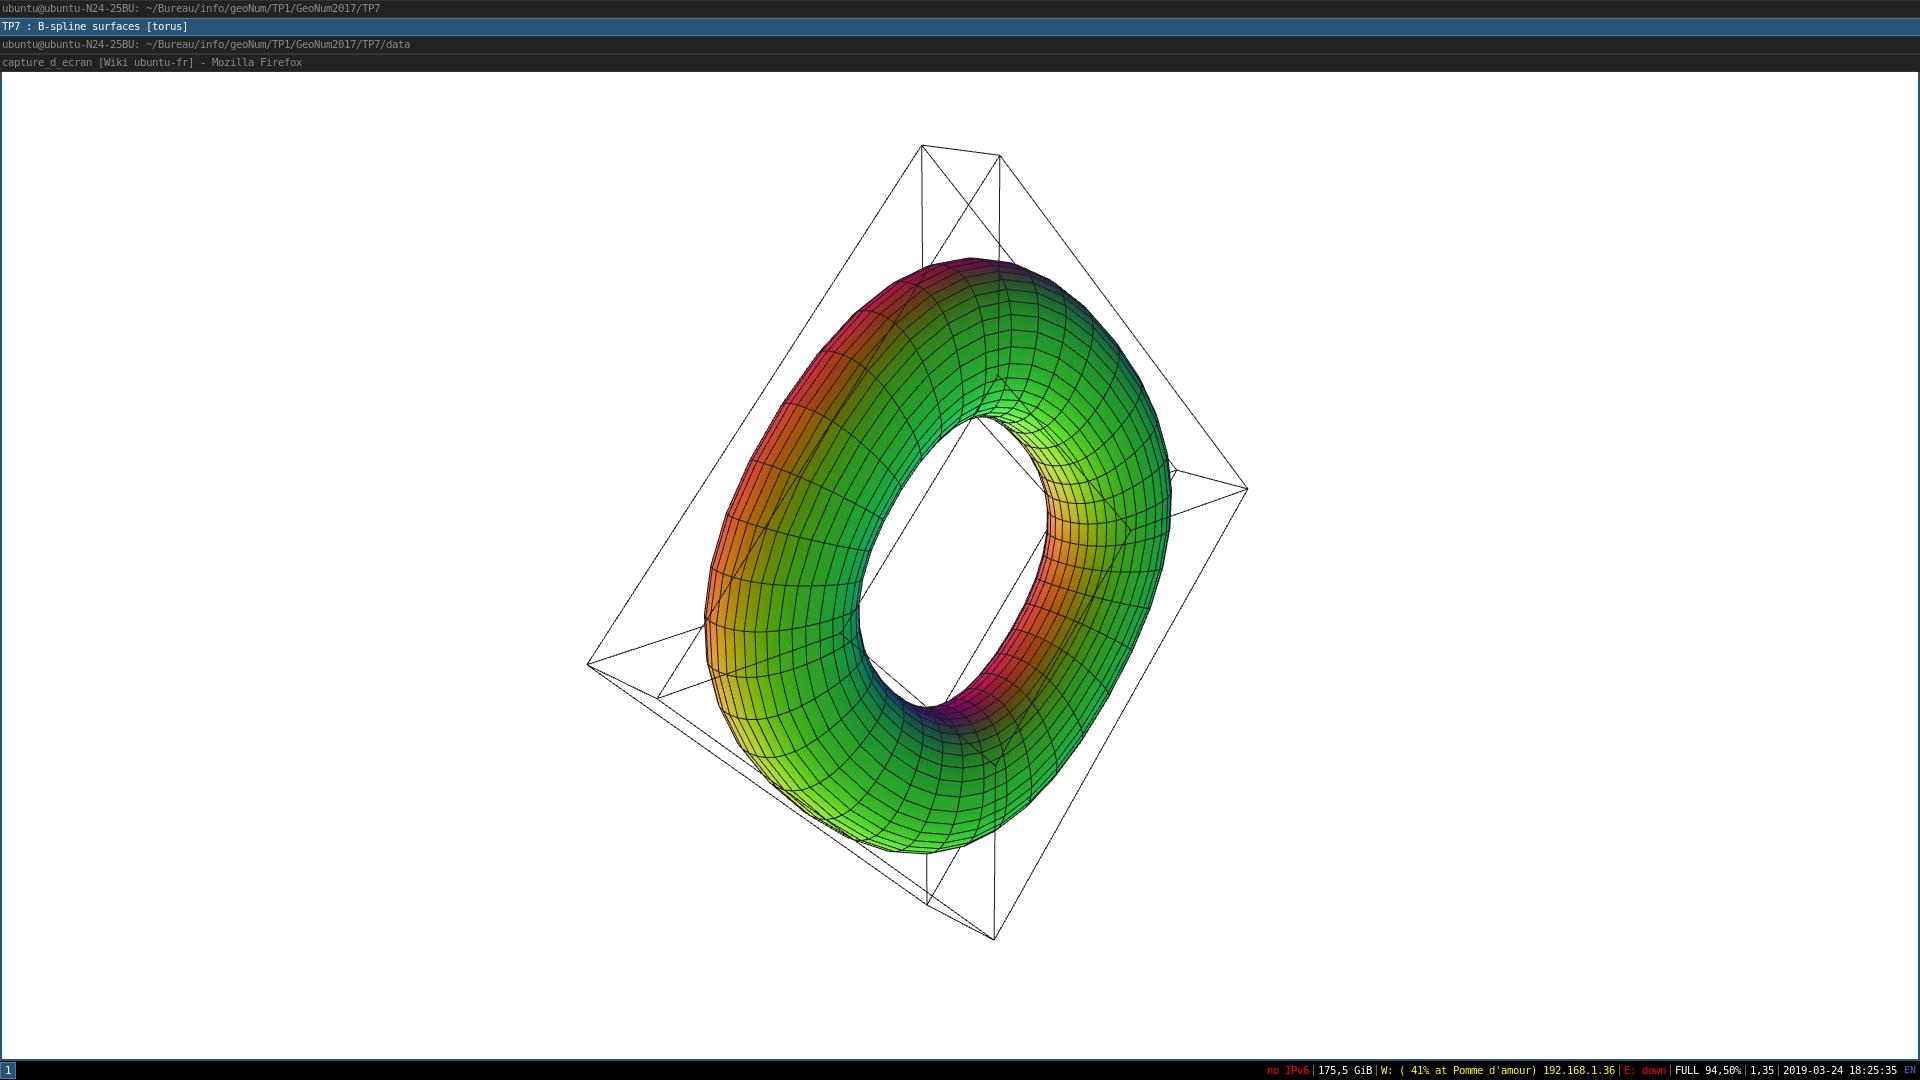 ubuntu@ubuntu-N24-25BU: ~/Bureau/info/geoNum/TP1/GeoNum2017/TP7
TP7 : B-spline surfaces [torus]
ubuntu@ubuntu-N24-25BU: ~/Bureau/info/geoNum/TP1/GeoNum2017/TP7/data
capture_d_ecran [Wiki ubuntu-fr] - Mozilla Firefox
1 no IPv6|175,5 GiB|W: ( 41% at Pomme d'amour) 192.168.1.36|E: down|FULL 94,50%|1,35|2019-03-24 18:25:35 EN